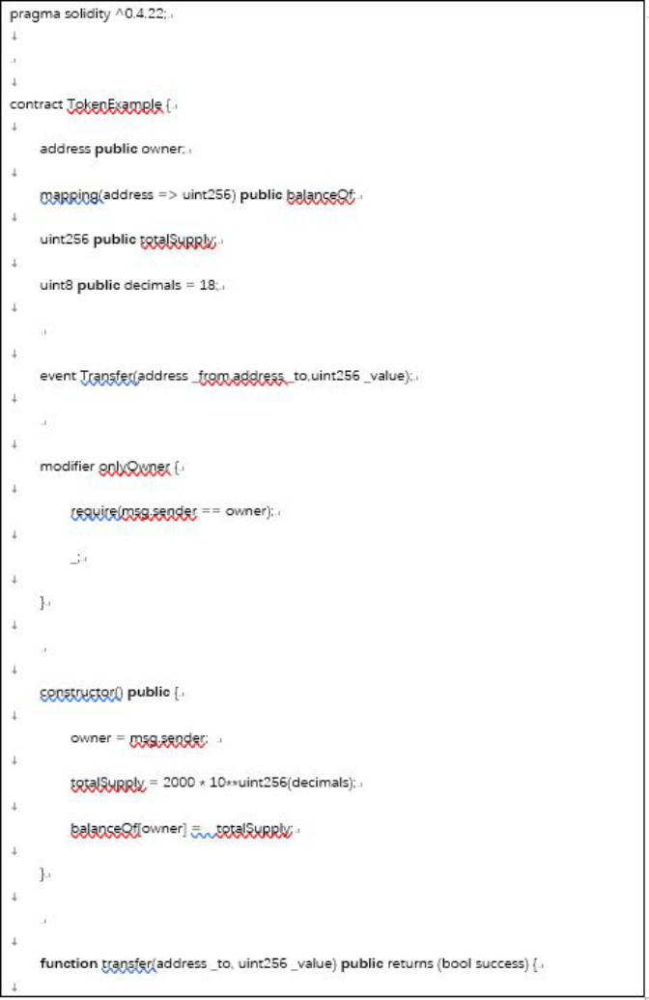 pragma solidity ^0.4.22;
contract TokenExample {
address public owner;
mapping(address => uint256) public balanceOf;
uint256 public totalSupply;
uint8 public decimals = 18;
event Transfer(address _from,address _to,uint256 _value);
modifier onlyOwner {
require(msg.sender == owner);
_;
}
constructor() public {
owner = msg.sender;
totalSupply = 2000 * 10**uint256(decimals);
balanceOf[owner] = totalSupply;
}
function transfer(address _to, uint256 _value) public returns (bool success) {